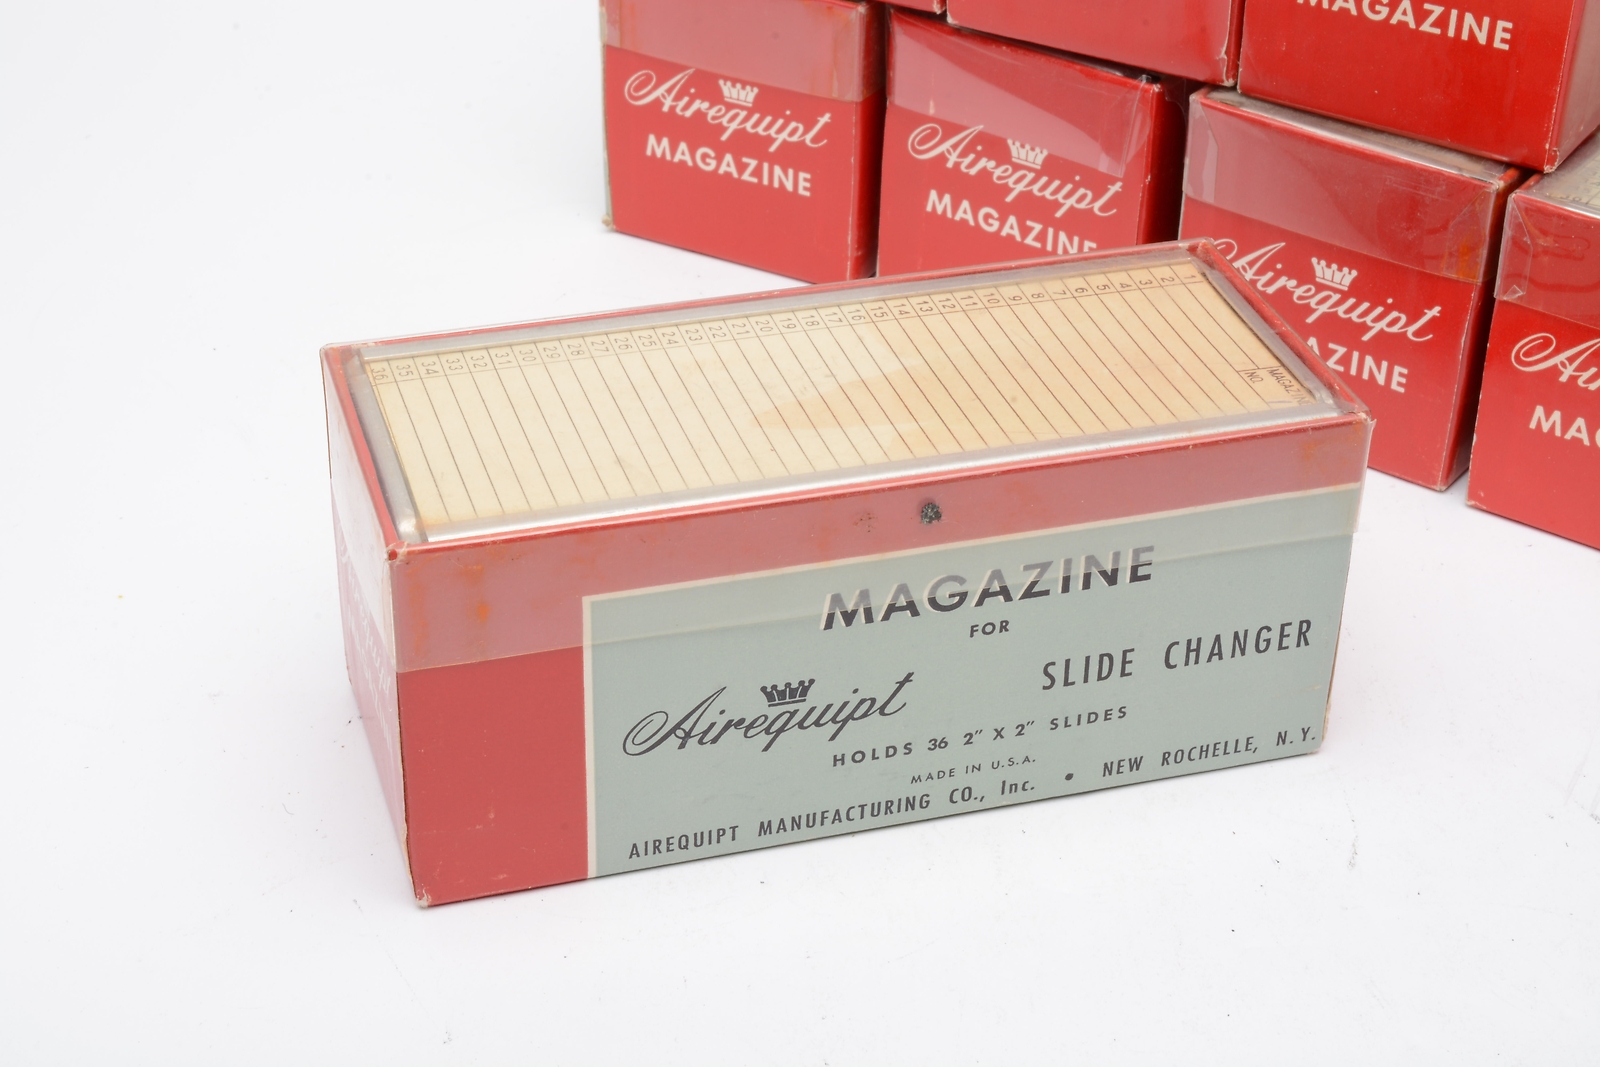 MAGAZINE
Airequipt
MAGAZINE
Airequipt
MAGAZINE
Airequipt
AZINE
1 2 3 4 5 6 7 8 9 10 11 12 13 14 15 16 17 18 19 20 21 22 23 24 25 26 27 28 29 30 31 32 33 34 35 36
MAGAZINE
NO.
MAGAZINE
FOR
Airequipt SLIDE CHANGER
HOLDS 36 2" X 2" SLIDES
MADE IN U.S.A.
AIREQUIPT MANUFACTURING CO., Inc. • NEW ROCHELLE, N.Y.